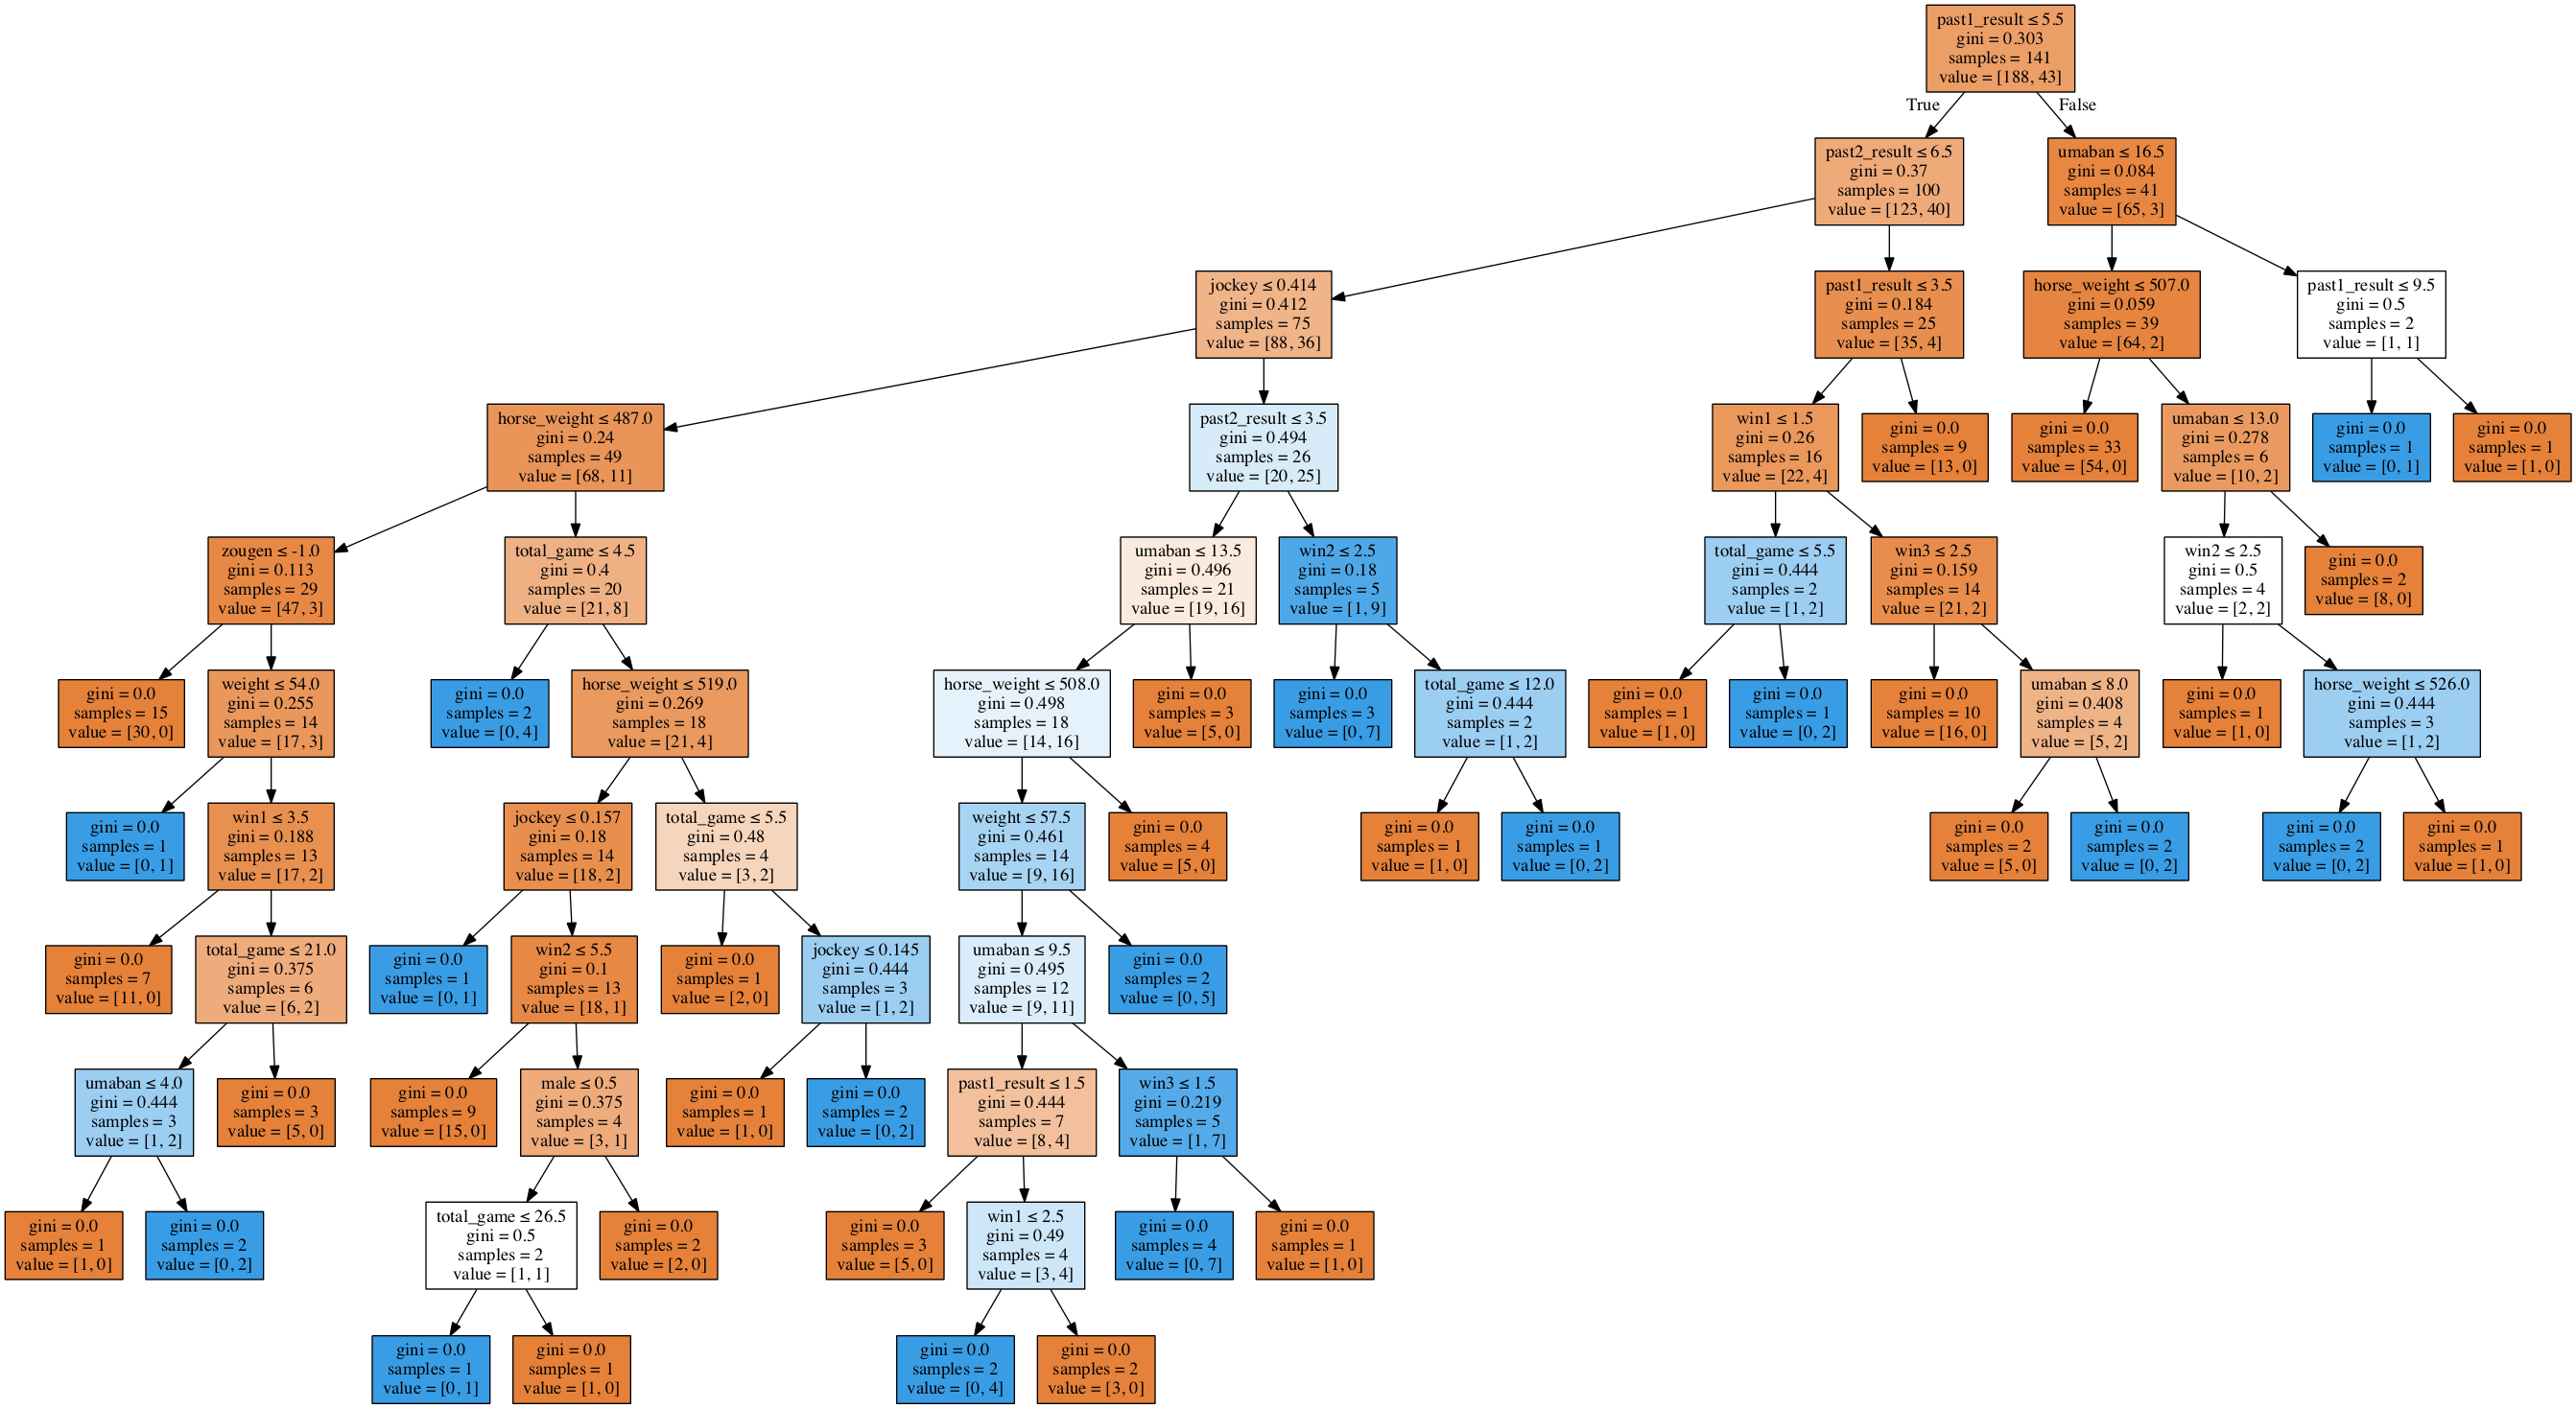 past1_result ≤ 5.5
gini = 0.303
samples = 141
value = [188, 43]
True
False
past2_result ≤ 6.5
gini = 0.37
samples = 100
value = [123, 40]
umaban ≤ 16.5
gini = 0.084
samples = 41
value = [65, 3]
jockey ≤ 0.414
gini = 0.412
samples = 75
value = [88, 36]
past1_result ≤ 3.5
gini = 0.184
samples = 25
value = [35, 4]
horse_weight ≤ 507.0
gini = 0.059
samples = 39
value = [64, 2]
past1_result ≤ 9.5
gini = 0.5
samples = 2
value = [1, 1]
horse_weight ≤ 487.0
gini = 0.24
samples = 49
value = [68, 11]
past2_result ≤ 3.5
gini = 0.494
samples = 26
value = [20, 25]
win1 ≤ 1.5
gini = 0.26
samples = 16
value = [22, 4]
gini = 0.0
samples = 9
value = [13, 0]
gini = 0.0
samples = 33
value = [54, 0]
umaban ≤ 13.0
gini = 0.278
samples = 6
value = [10, 2]
gini = 0.0
samples = 1
value = [0, 1]
gini = 0.0
samples = 1
value = [1, 0]
zougen ≤ -1.0
gini = 0.113
samples = 29
value = [47, 3]
total_game ≤ 4.5
gini = 0.4
samples = 20
value = [21, 8]
umaban ≤ 13.5
gini = 0.496
samples = 21
value = [19, 16]
win2 ≤ 2.5
gini = 0.18
samples = 5
value = [1, 9]
total_game ≤ 5.5
gini = 0.444
samples = 2
value = [1, 2]
win3 ≤ 2.5
gini = 0.159
samples = 14
value = [21, 2]
win2 ≤ 2.5
gini = 0.5
samples = 4
value = [2, 2]
gini = 0.0
samples = 2
value = [8, 0]
gini = 0.0
samples = 15
value = [30, 0]
weight ≤ 54.0
gini = 0.255
samples = 14
value = [17, 3]
gini = 0.0
samples = 2
value = [0, 4]
horse_weight ≤ 519.0
gini = 0.269
samples = 18
value = [21, 4]
horse_weight ≤ 508.0
gini = 0.498
samples = 18
value = [14, 16]
gini = 0.0
samples = 3
value = [5, 0]
gini = 0.0
samples = 3
value = [0, 7]
total_game ≤ 12.0
gini = 0.444
samples = 2
value = [1, 2]
gini = 0.0
samples = 1
value = [1, 0]
gini = 0.0
samples = 1
value = [0, 2]
gini = 0.0
samples = 10
value = [16, 0]
umaban ≤ 8.0
gini = 0.408
samples = 4
value = [5, 2]
gini = 0.0
samples = 1
value = [1, 0]
horse_weight ≤ 526.0
gini = 0.444
samples = 3
value = [1, 2]
gini = 0.0
samples = 1
value = [0, 1]
win1 ≤ 3.5
gini = 0.188
samples = 13
value = [17, 2]
jockey ≤ 0.157
gini = 0.18
samples = 14
value = [18, 2]
total_game ≤ 5.5
gini = 0.48
samples = 4
value = [3, 2]
weight ≤ 57.5
gini = 0.461
samples = 14
value = [9, 16]
gini = 0.0
samples = 4
value = [5, 0]
gini = 0.0
samples = 1
value = [1, 0]
gini = 0.0
samples = 1
value = [0, 2]
gini = 0.0
samples = 2
value = [5, 0]
gini = 0.0
samples = 2
value = [0, 2]
gini = 0.0
samples = 2
value = [0, 2]
gini = 0.0
samples = 1
value = [1, 0]
gini = 0.0
samples = 7
value = [11, 0]
total_game ≤ 21.0
gini = 0.375
samples = 6
value = [6, 2]
gini = 0.0
samples = 1
value = [0, 1]
win2 ≤ 5.5
gini = 0.1
samples = 13
value = [18, 1]
gini = 0.0
samples = 1
value = [2, 0]
jockey ≤ 0.145
gini = 0.444
samples = 3
value = [1, 2]
umaban ≤ 9.5
gini = 0.495
samples = 12
value = [9, 11]
gini = 0.0
samples = 2
value = [0, 5]
umaban ≤ 4.0
gini = 0.444
samples = 3
value = [1, 2]
gini = 0.0
samples = 3
value = [5, 0]
gini = 0.0
samples = 9
value = [15, 0]
male ≤ 0.5
gini = 0.375
samples = 4
value = [3, 1]
gini = 0.0
samples = 1
value = [1, 0]
gini = 0.0
samples = 2
value = [0, 2]
past1_result ≤ 1.5
gini = 0.444
samples = 7
value = [8, 4]
win3 ≤ 1.5
gini = 0.219
samples = 5
value = [1, 7]
gini = 0.0
samples = 1
value = [1, 0]
gini = 0.0
samples = 2
value = [0, 2]
total_game ≤ 26.5
gini = 0.5
samples = 2
value = [1, 1]
gini = 0.0
samples = 2
value = [2, 0]
gini = 0.0
samples = 3
value = [5, 0]
win1 ≤ 2.5
gini = 0.49
samples = 4
value = [3, 4]
gini = 0.0
samples = 4
value = [0, 7]
gini = 0.0
samples = 1
value = [1, 0]
gini = 0.0
samples = 1
value = [0, 1]
gini = 0.0
samples = 1
value = [1, 0]
gini = 0.0
samples = 2
value = [0, 4]
gini = 0.0
samples = 2
value = [3, 0]